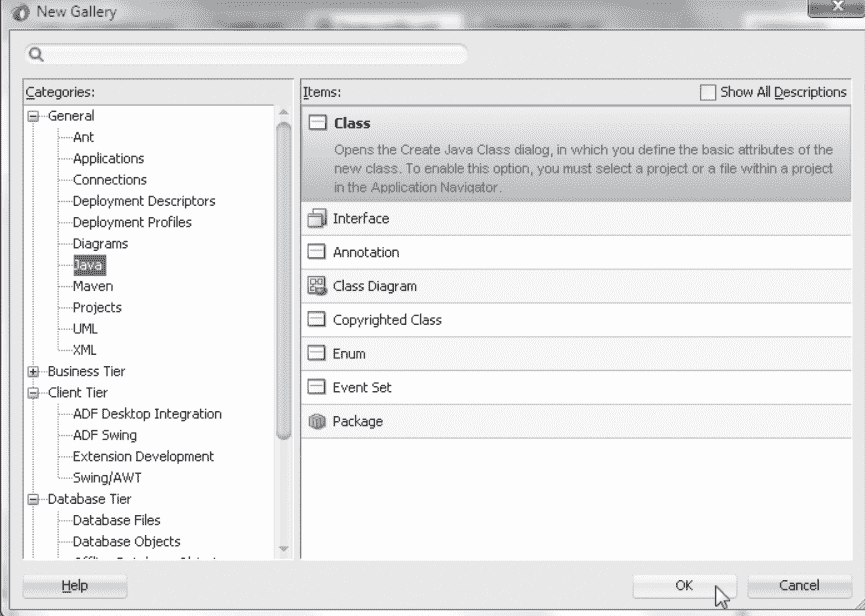 New Gallery
Categories:
General
Ant
Applications
Connections
Deployment Descriptors
Deployment Profiles
Diagrams
Java
Maven
Projects
UML
XML
Business Tier
Client Tier
ADF Desktop Integration
ADF Swing
Extension Development
Swing/AWT
Database Tier
Database Files
Database Objects
Items:
Show All Descriptions
Class
Opens the Create Java Class dialog, in which you define the basic attributes of the
new class. To enable this option, you must select a project or a file within a project
in the Application Navigator.
Interface
Annotation
Class Diagram
Copyrighted Class
Enum
Event Set
Package
Help
OK
Cancel